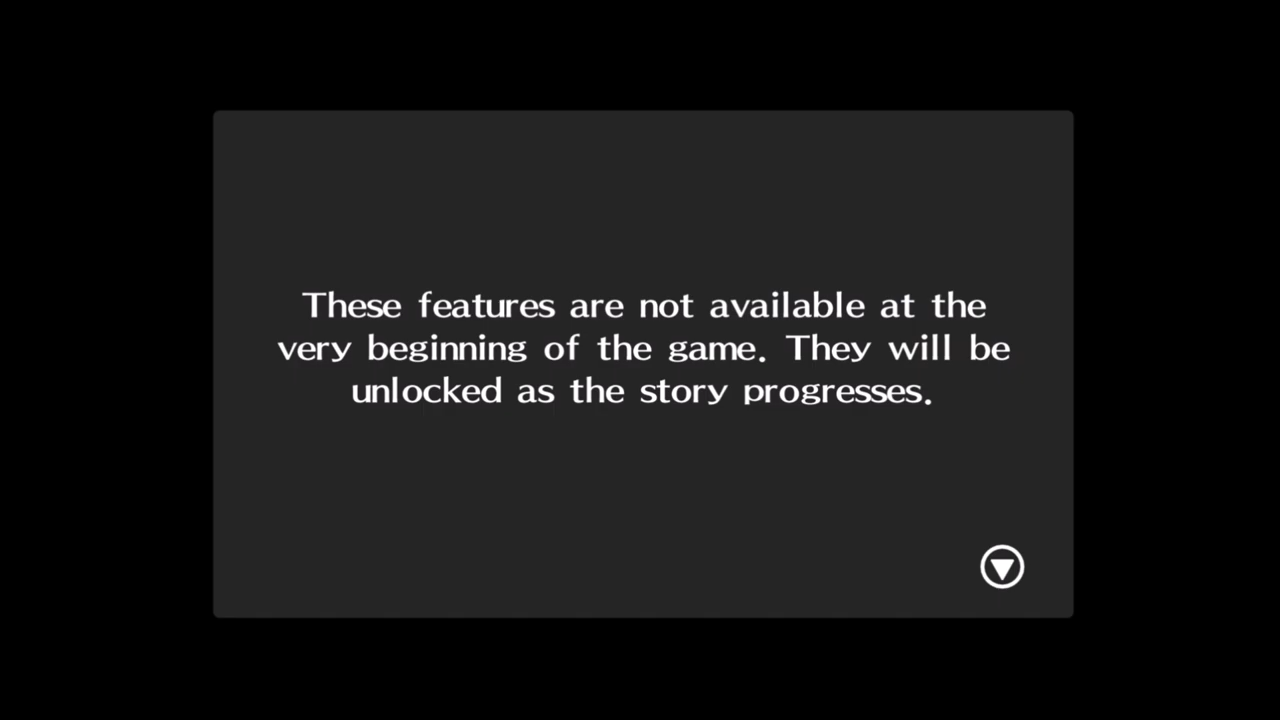 These features are not available at the
very beginning of the game. They will be
unlocked as the story progresses.